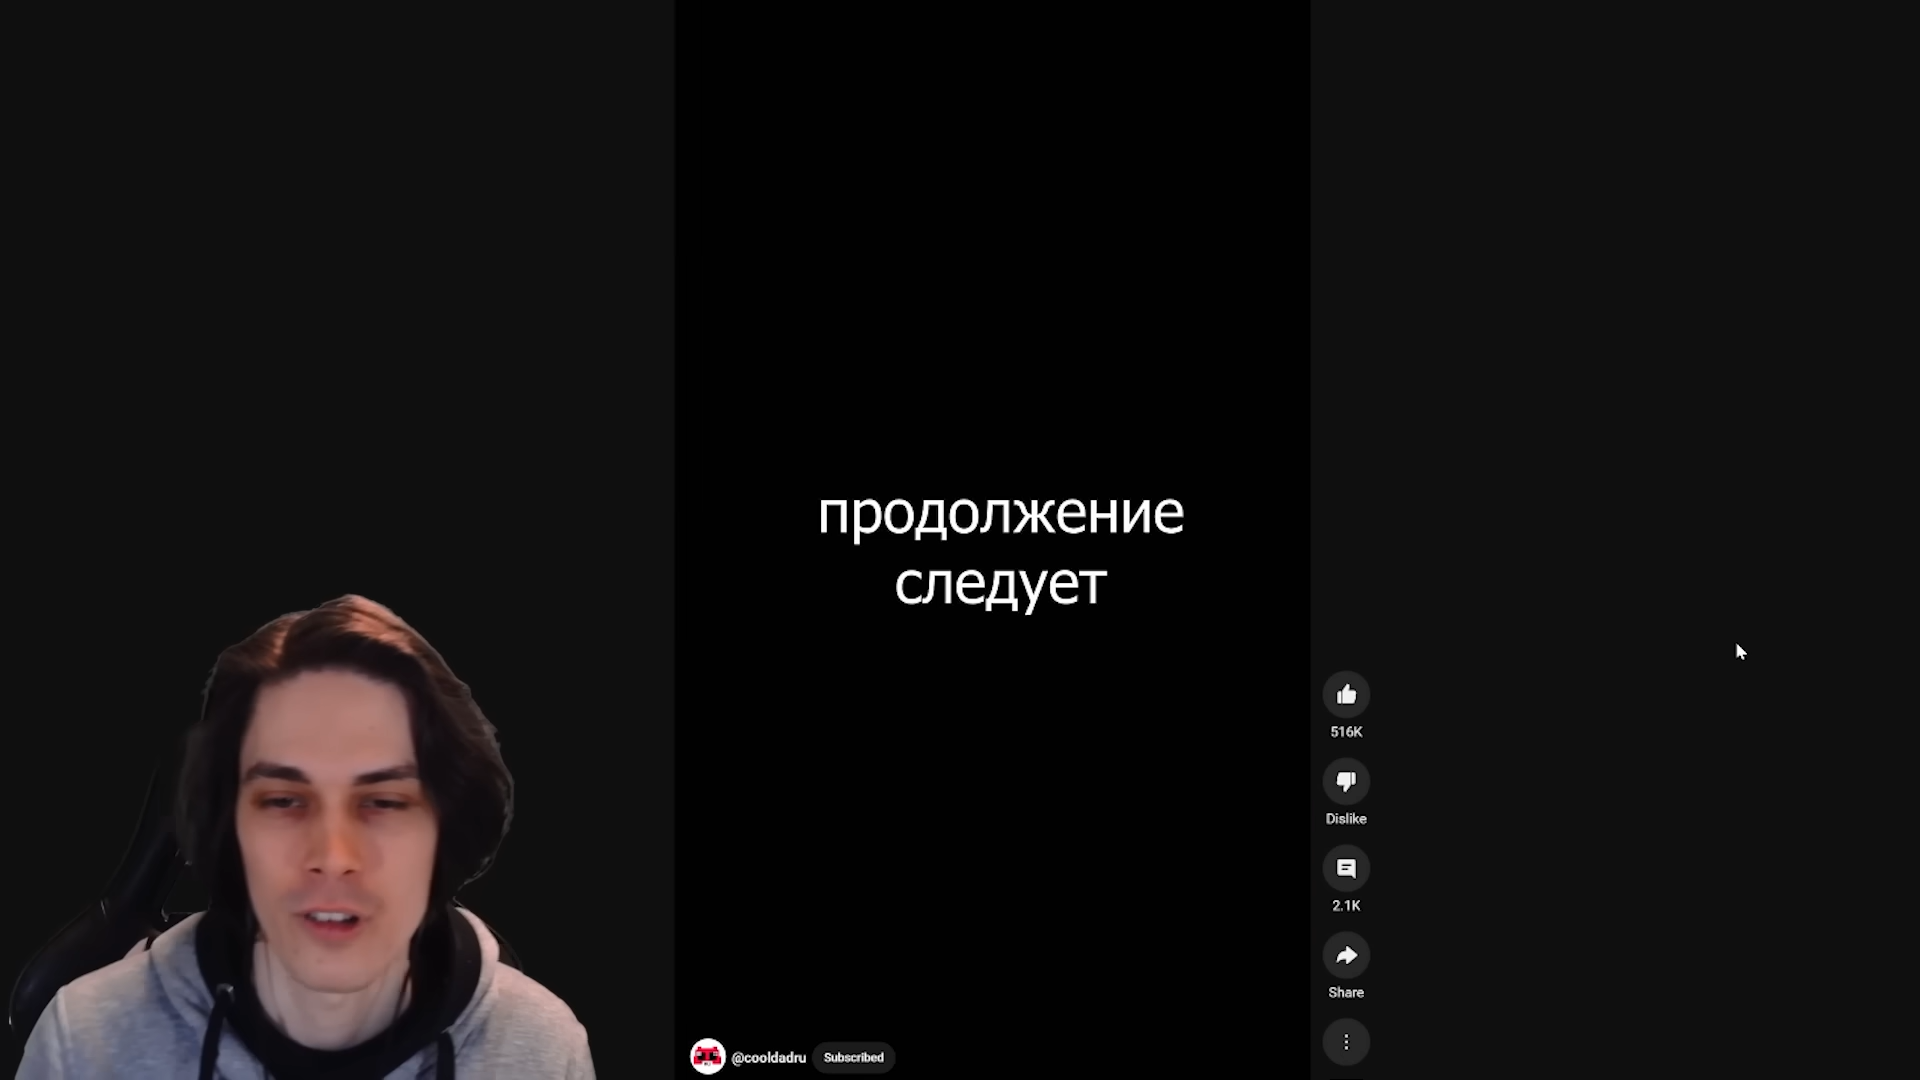 продолжение
следует
516K
Dislike
2.1K
Share
@cooldadru
Subscribed